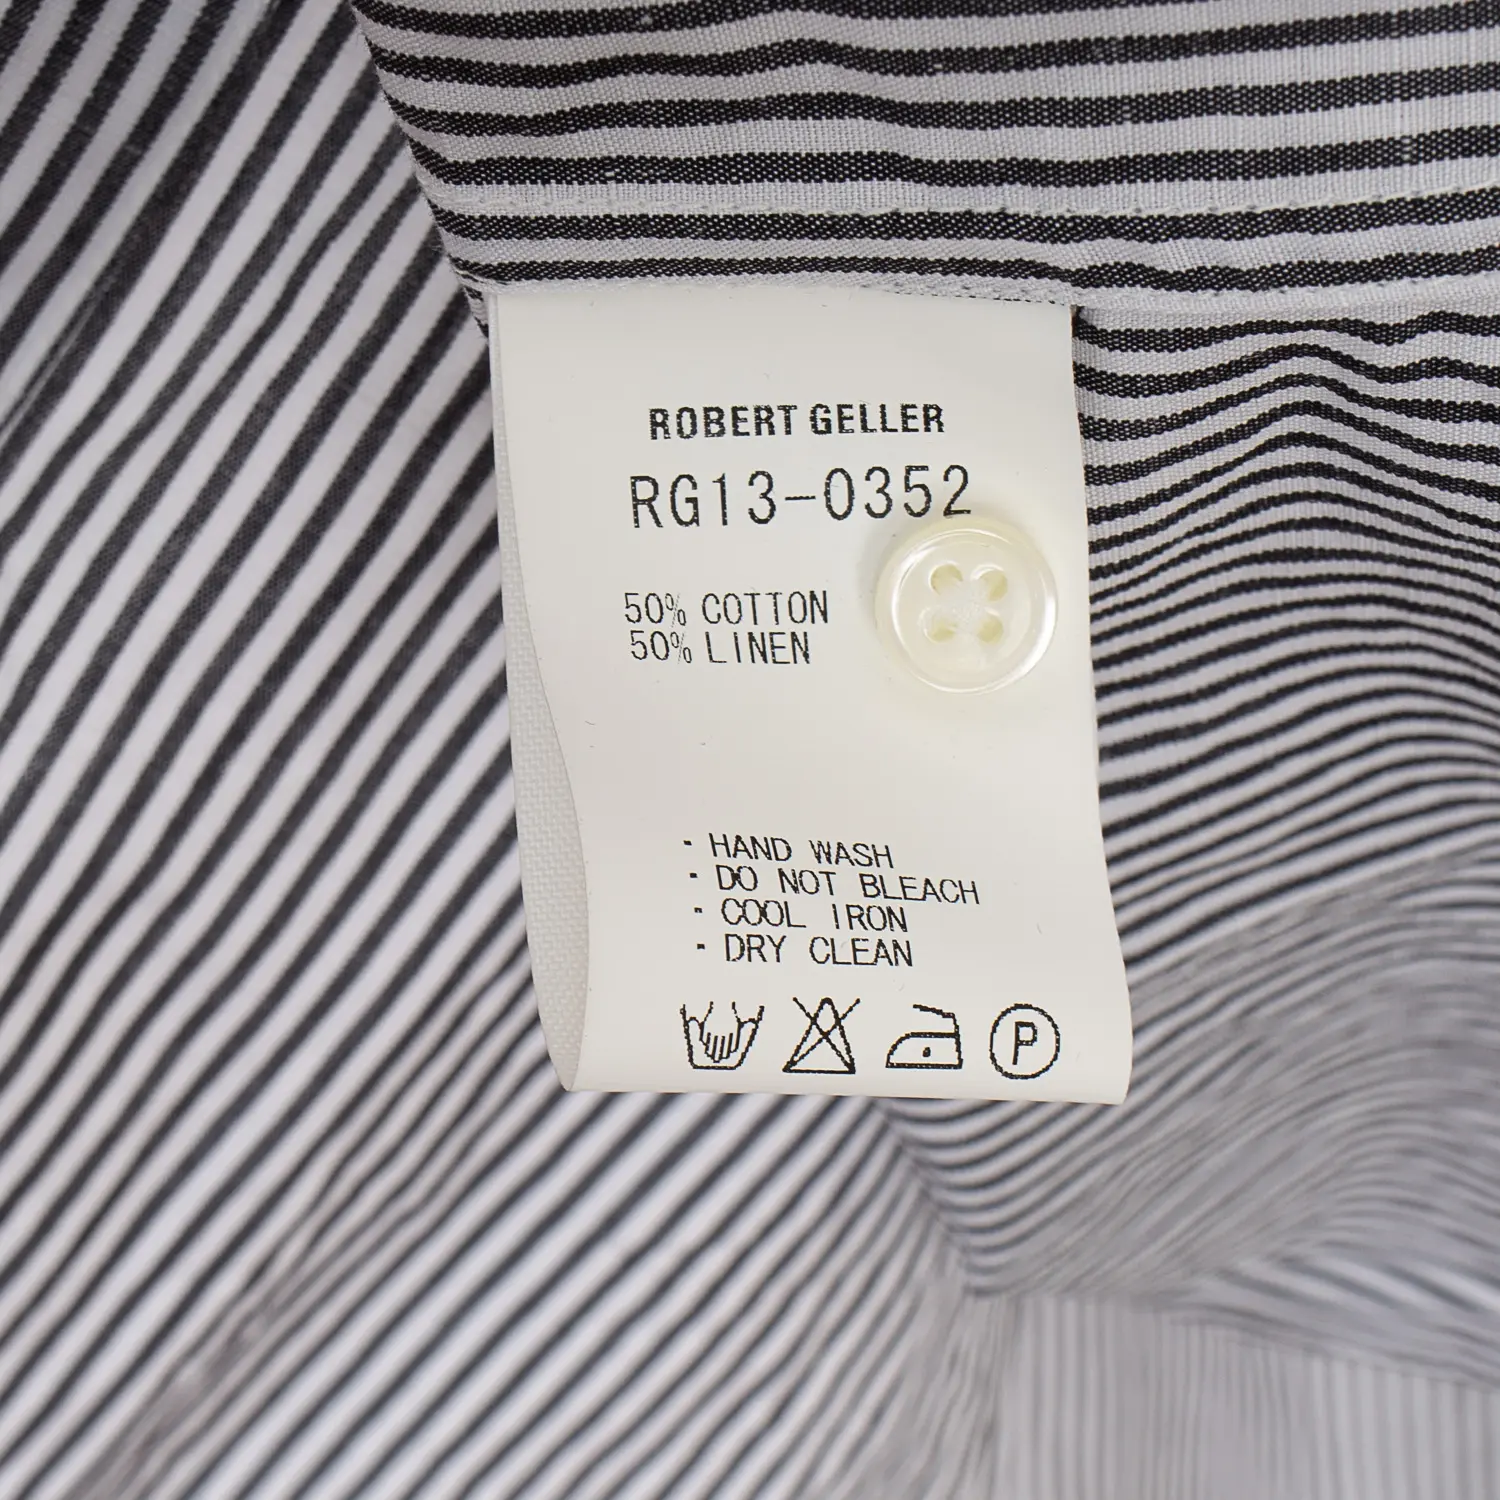 ROBERT GELLER
RG13-0352
50% COTTON
50% LINEN
· HAND WASH
· DO NOT BLEACH
· COOL IRON
· DRY CLEAN
P